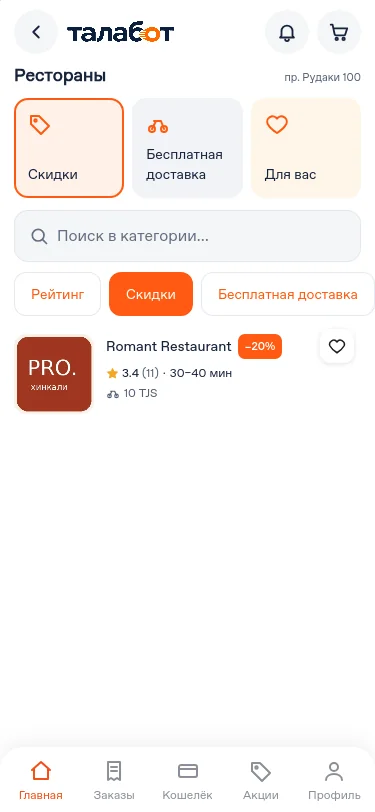 талабот
Рестораны
пр. Рудаки 100
Скидки
Бесплатная
доставка
Для вас
Поиск в категории...
Рейтинг
Скидки
Бесплатная доставка
PRO.
хинкали
Romant Restaurant
−20%
3.4 (11) · 30–40 мин
10 TJS
Главная
Заказы
Кошелёк
Акции
Профиль